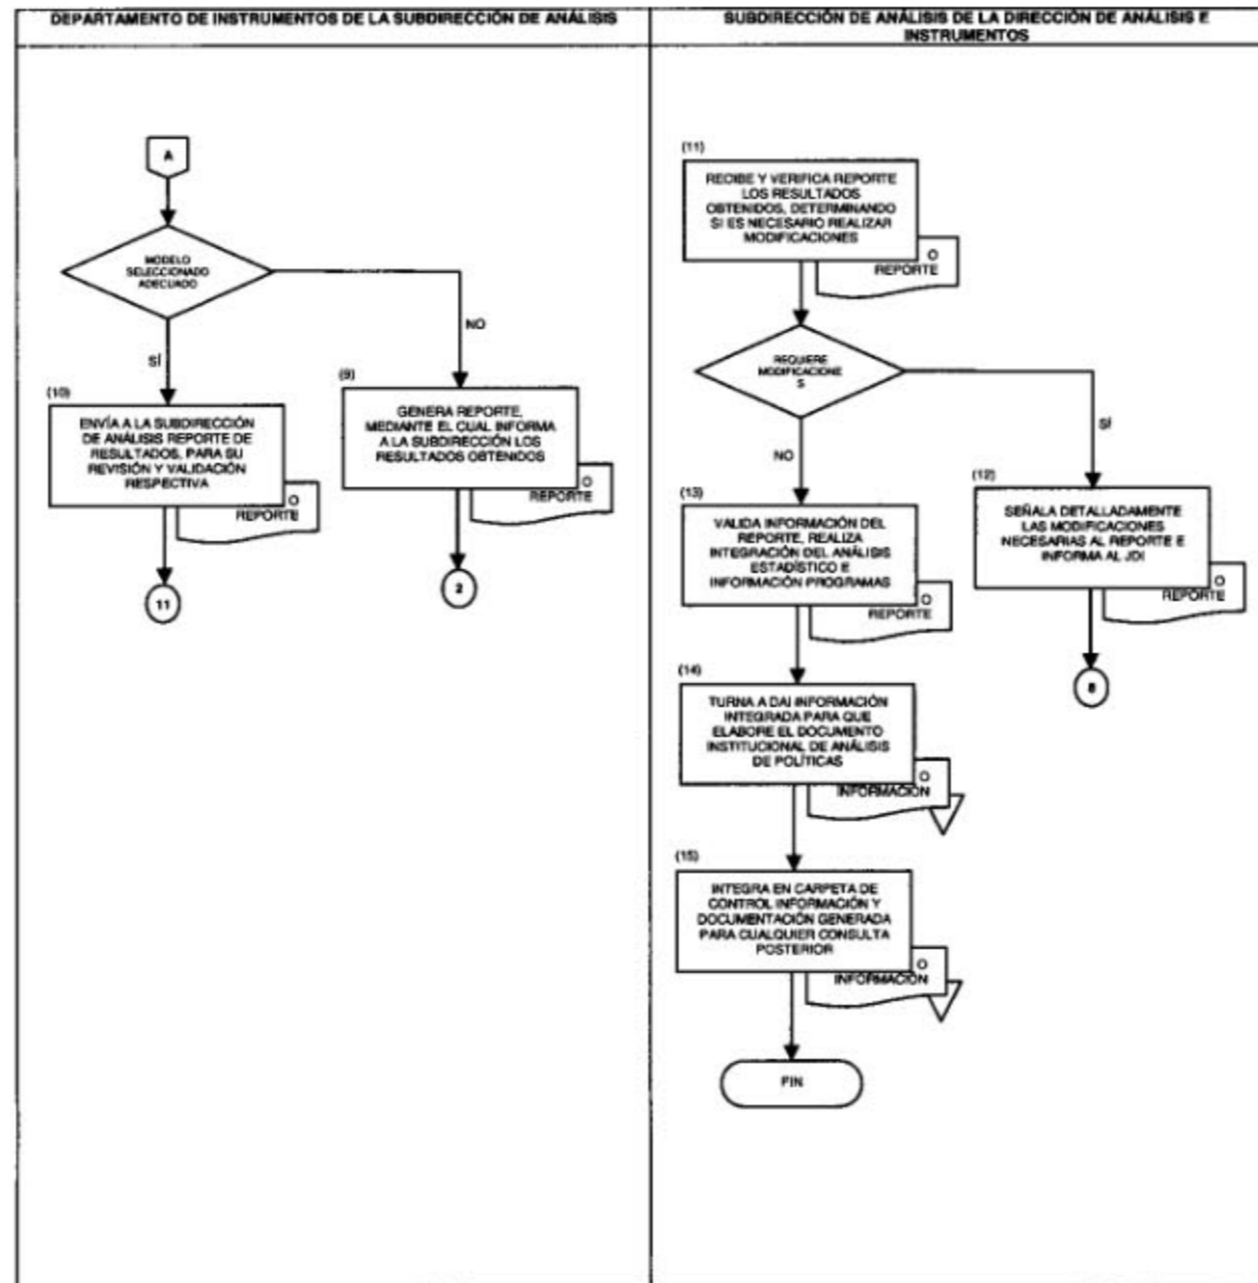 DEPARTAMENTO DE INSTRUMENTOS DE LA SUBDIRECCIÓN DE ANÁLISIS
A
MODELO
SELECCIONADO
ADECUADO
NO
SÍ
(9)
GENERA REPORTE,
MEDIANTE EL CUAL INFORMA
A LA SUBDIRECCIÓN LOS
RESULTADOS OBTENIDOS
O
REPORTE
2
(10)
ENVÍA A LA SUBDIRECCIÓN
DE ANÁLISIS REPORTE DE
RESULTADOS, PARA SU
REVISIÓN Y VALIDACIÓN
RESPECTIVA
O
REPORTE
11
SUBDIRECCIÓN DE ANÁLISIS DE LA DIRECCIÓN DE ANÁLISIS E
INSTRUMENTOS
(11)
RECIBE Y VERIFICA REPORTE
LOS RESULTADOS
OBTENIDOS, DETERMINANDO
SI ES NECESARIO REALIZAR
MODIFICACIONES
O
REPORTE
REQUIERE
MODIFICACIONE
S
SÍ
NO
(12)
SEÑALA DETALLADAMENTE
LAS MODIFICACIONES
NECESARIAS AL REPORTE E
INFORMA AL JDI
O
REPORTE
8
(13)
VALIDA INFORMACIÓN DEL
REPORTE, REALIZA
INTEGRACIÓN DEL ANÁLISIS
ESTADÍSTICO E
INFORMACIÓN PROGRAMAS
O
REPORTE
(14)
TURNA A DAI INFORMACIÓN
INTEGRADA PARA QUE
ELABORE EL DOCUMENTO
INSTITUCIONAL DE ANÁLISIS
DE POLÍTICAS
O
INFORMACIÓN
(15)
INTEGRA EN CARPETA DE
CONTROL INFORMACIÓN Y
DOCUMENTACIÓN GENERADA
PARA CUALQUIER CONSULTA
POSTERIOR
O
INFORMACIÓN
FIN